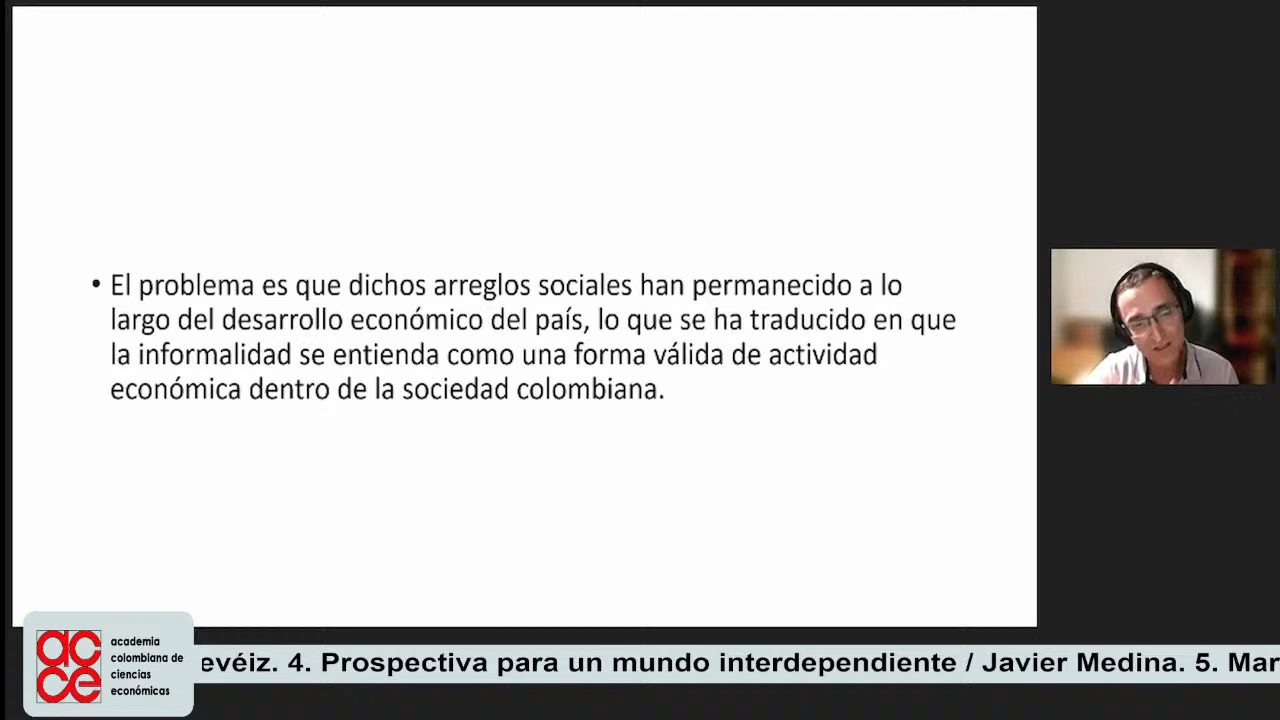 • El problema es que dichos arreglos sociales han permanecido a lo
largo del desarrollo económico del país, lo que se ha traducido en que
la informalidad se entienda como una forma válida de actividad
económica dentro de la sociedad colombiana.
ac
ce
academia
colombiana de
ciencias
económicas
evéiz. 4. Prospectiva para un mundo interdependiente / Javier Medina. 5. Mar